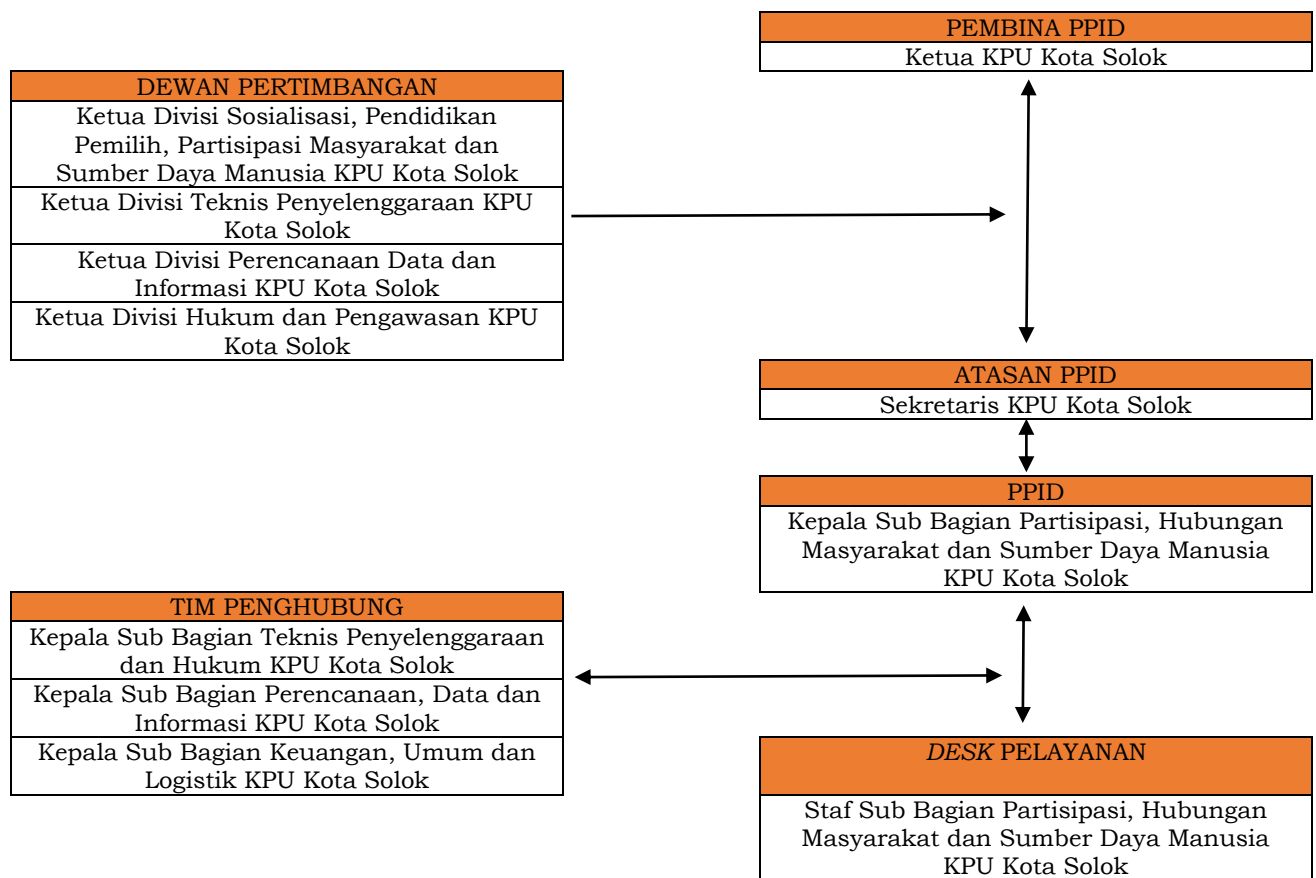 PEMBINA PPID
Ketua KPU Kota Solok
DEWAN PERTIMBANGAN
Ketua Divisi Sosialisasi, Pendidikan
Pemilih, Partisipasi Masyarakat dan
Sumber Daya Manusia KPU Kota Solok
Ketua Divisi Teknis Penyelenggaraan KPU
Kota Solok
Ketua Divisi Perencanaan Data dan
Informasi KPU Kota Solok
Ketua Divisi Hukum dan Pengawasan KPU
Kota Solok
ATASAN PPID
Sekretaris KPU Kota Solok
PPID
Kepala Sub Bagian Partisipasi, Hubungan
Masyarakat dan Sumber Daya Manusia
KPU Kota Solok
TIM PENGHUBUNG
Kepala Sub Bagian Teknis Penyelenggaraan
dan Hukum KPU Kota Solok
Kepala Sub Bagian Perencanaan, Data dan
Informasi KPU Kota Solok
Kepala Sub Bagian Keuangan, Umum dan
Logistik KPU Kota Solok
DESK PELAYANAN
Staf Sub Bagian Partisipasi, Hubungan
Masyarakat dan Sumber Daya Manusia
KPU Kota Solok